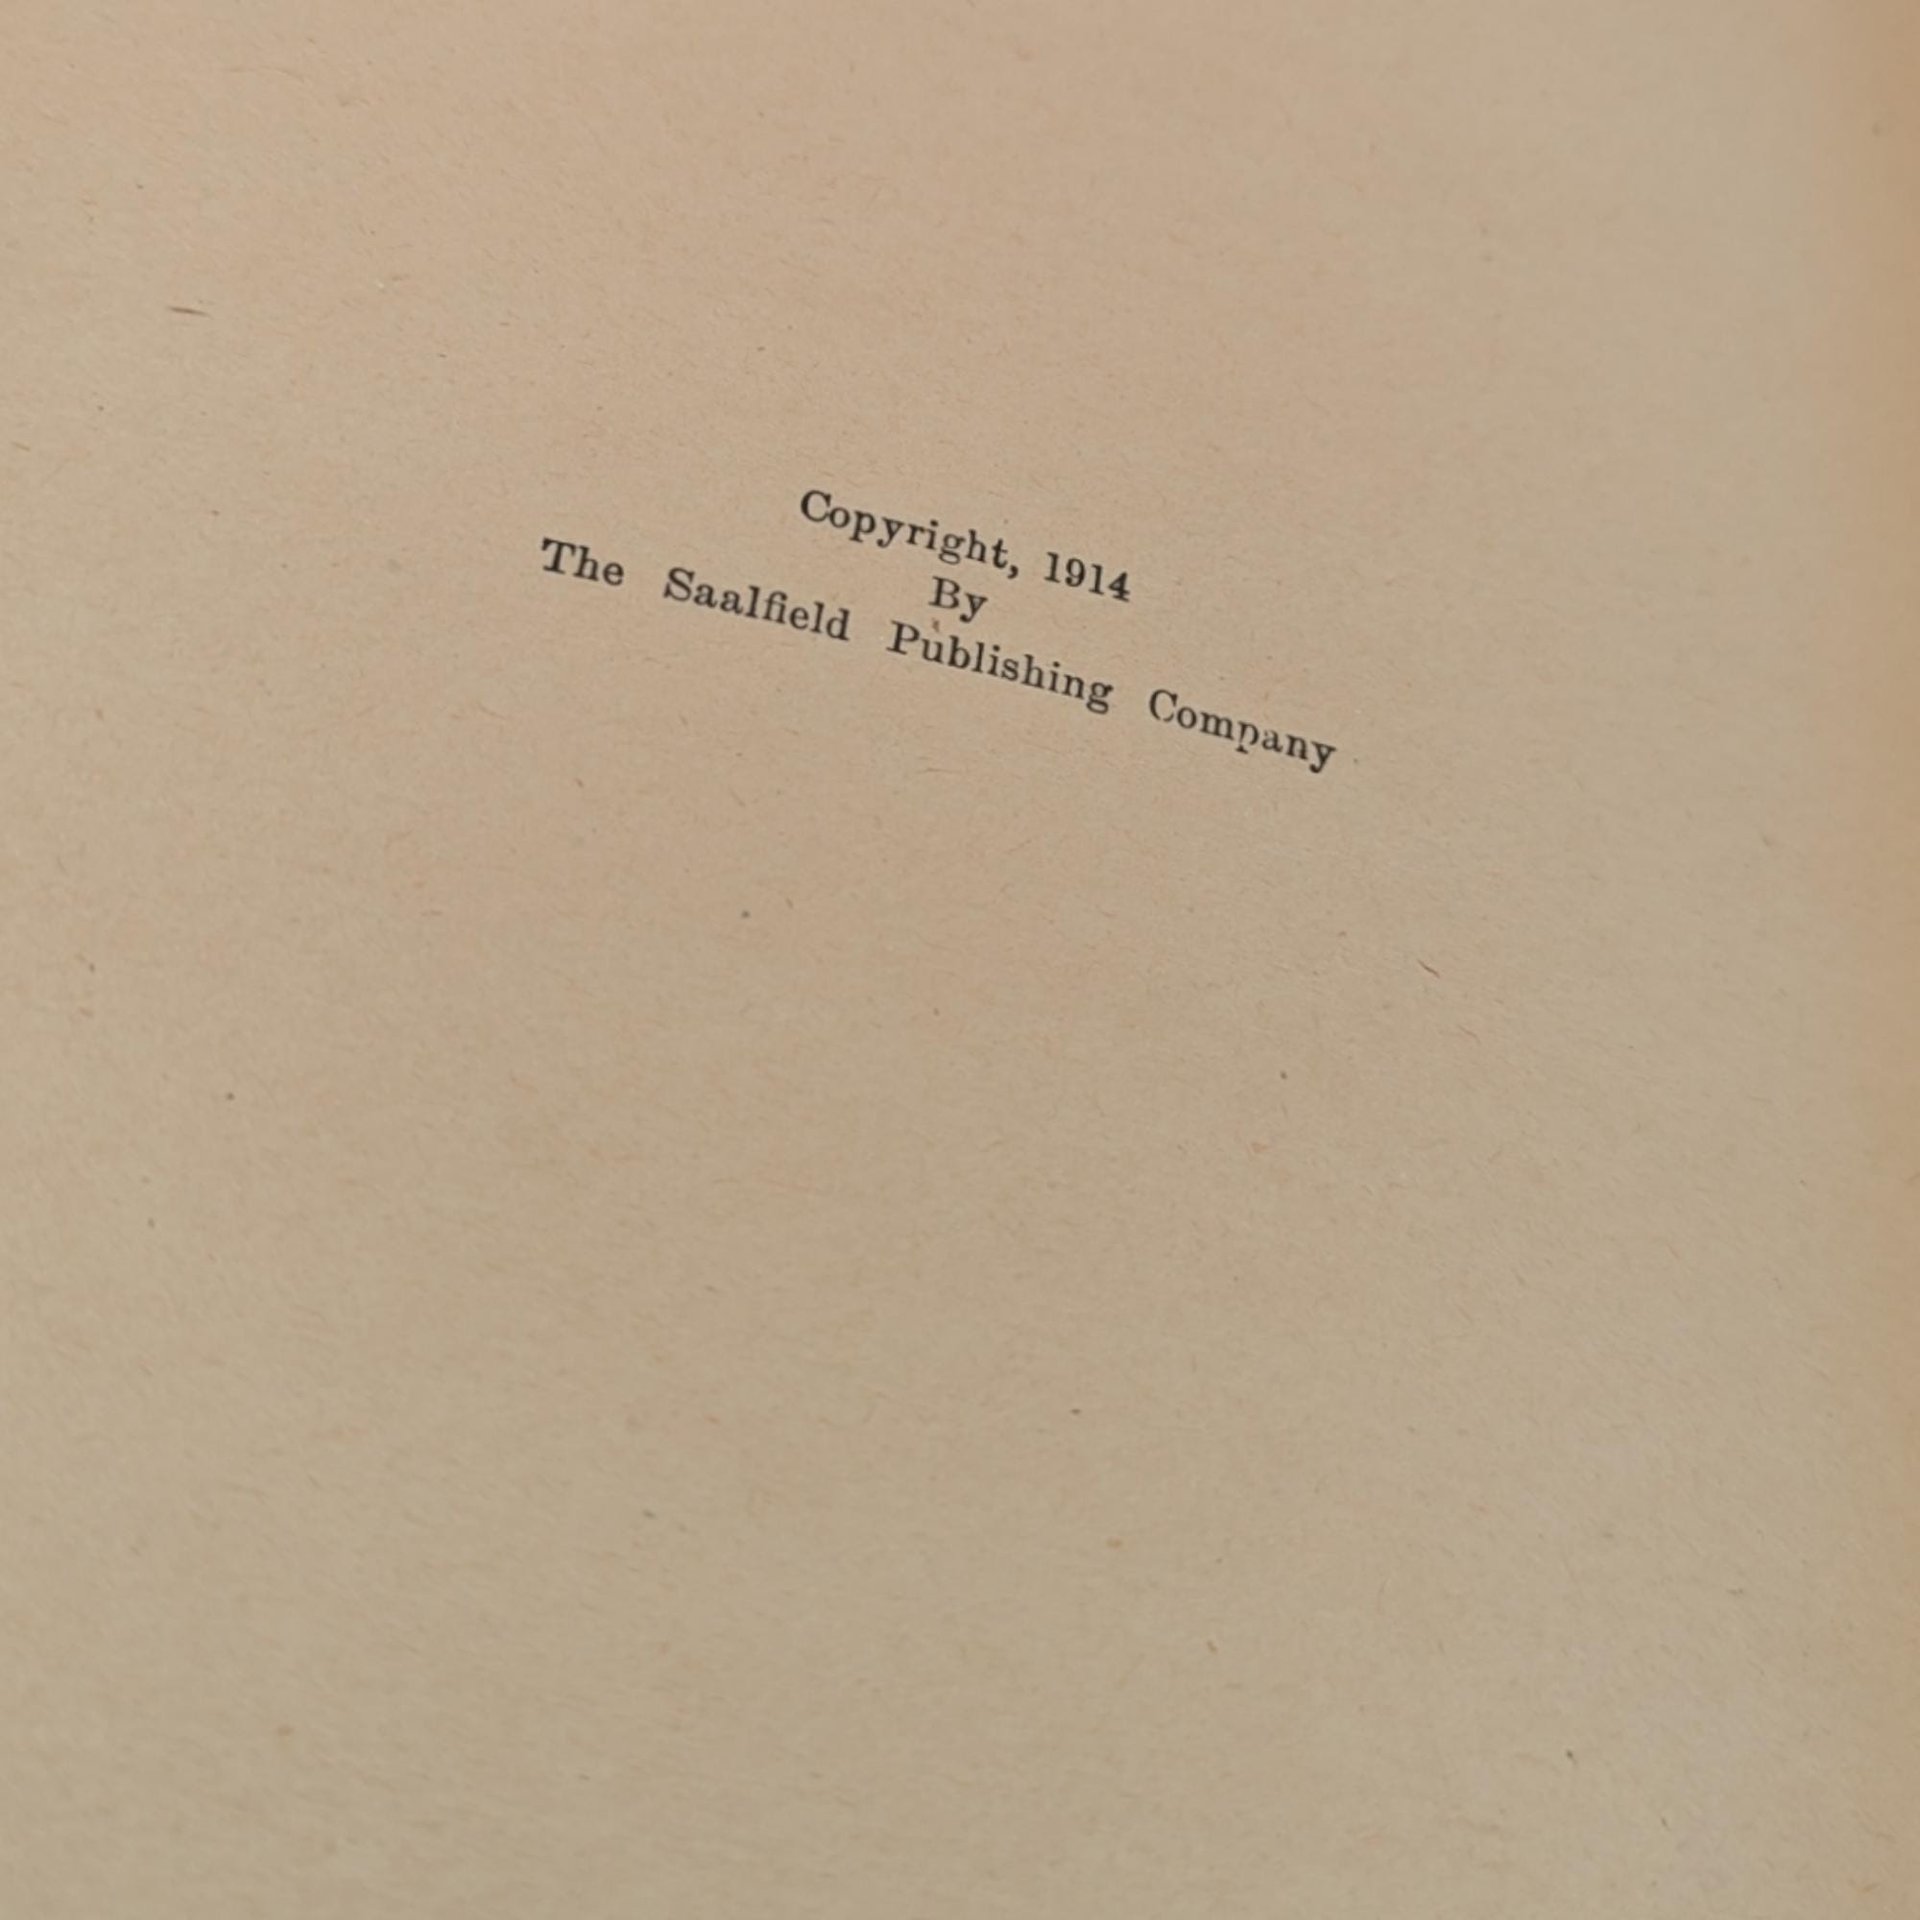 Copyright, 1914
By
The Saalfield Publishing Company